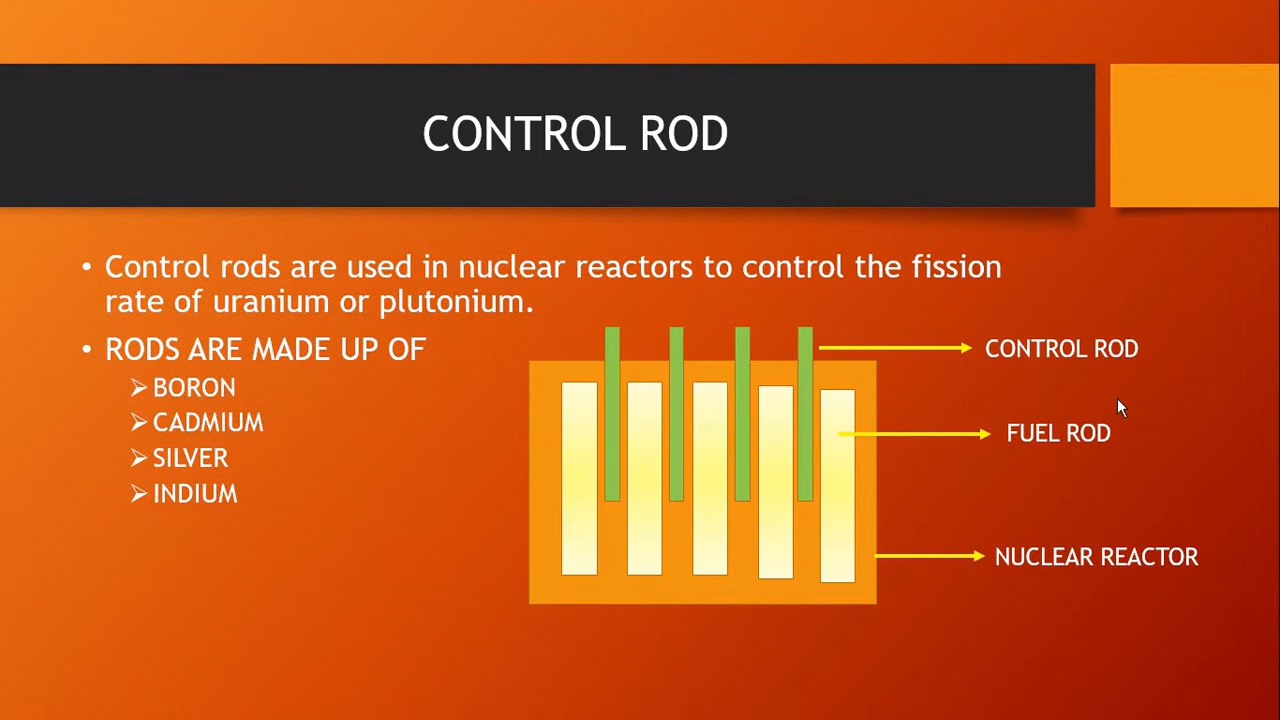 CONTROL ROD
• Control rods are used in nuclear reactors to control the fission
rate of uranium or plutonium.
• RODS ARE MADE UP OF
➢ BORON
➢ CADMIUM
➢ SILVER
➢ INDIUM
CONTROL ROD
FUEL ROD
NUCLEAR REACTOR